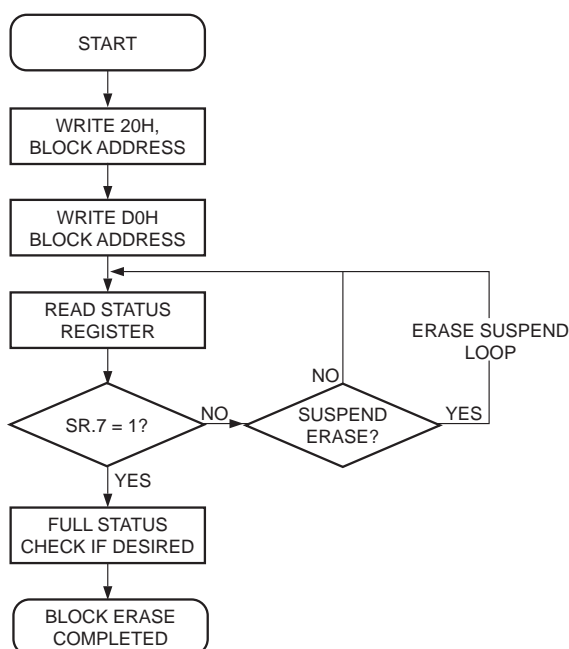 START
WRITE 20H,
BLOCK ADDRESS
WRITE D0H
BLOCK ADDRESS
READ STATUS
REGISTER
ERASE SUSPEND
LOOP
NO
SR.7 = 1?
NO
SUSPEND
ERASE?
YES
YES
FULL STATUS
CHECK IF DESIRED
BLOCK ERASE
COMPLETED